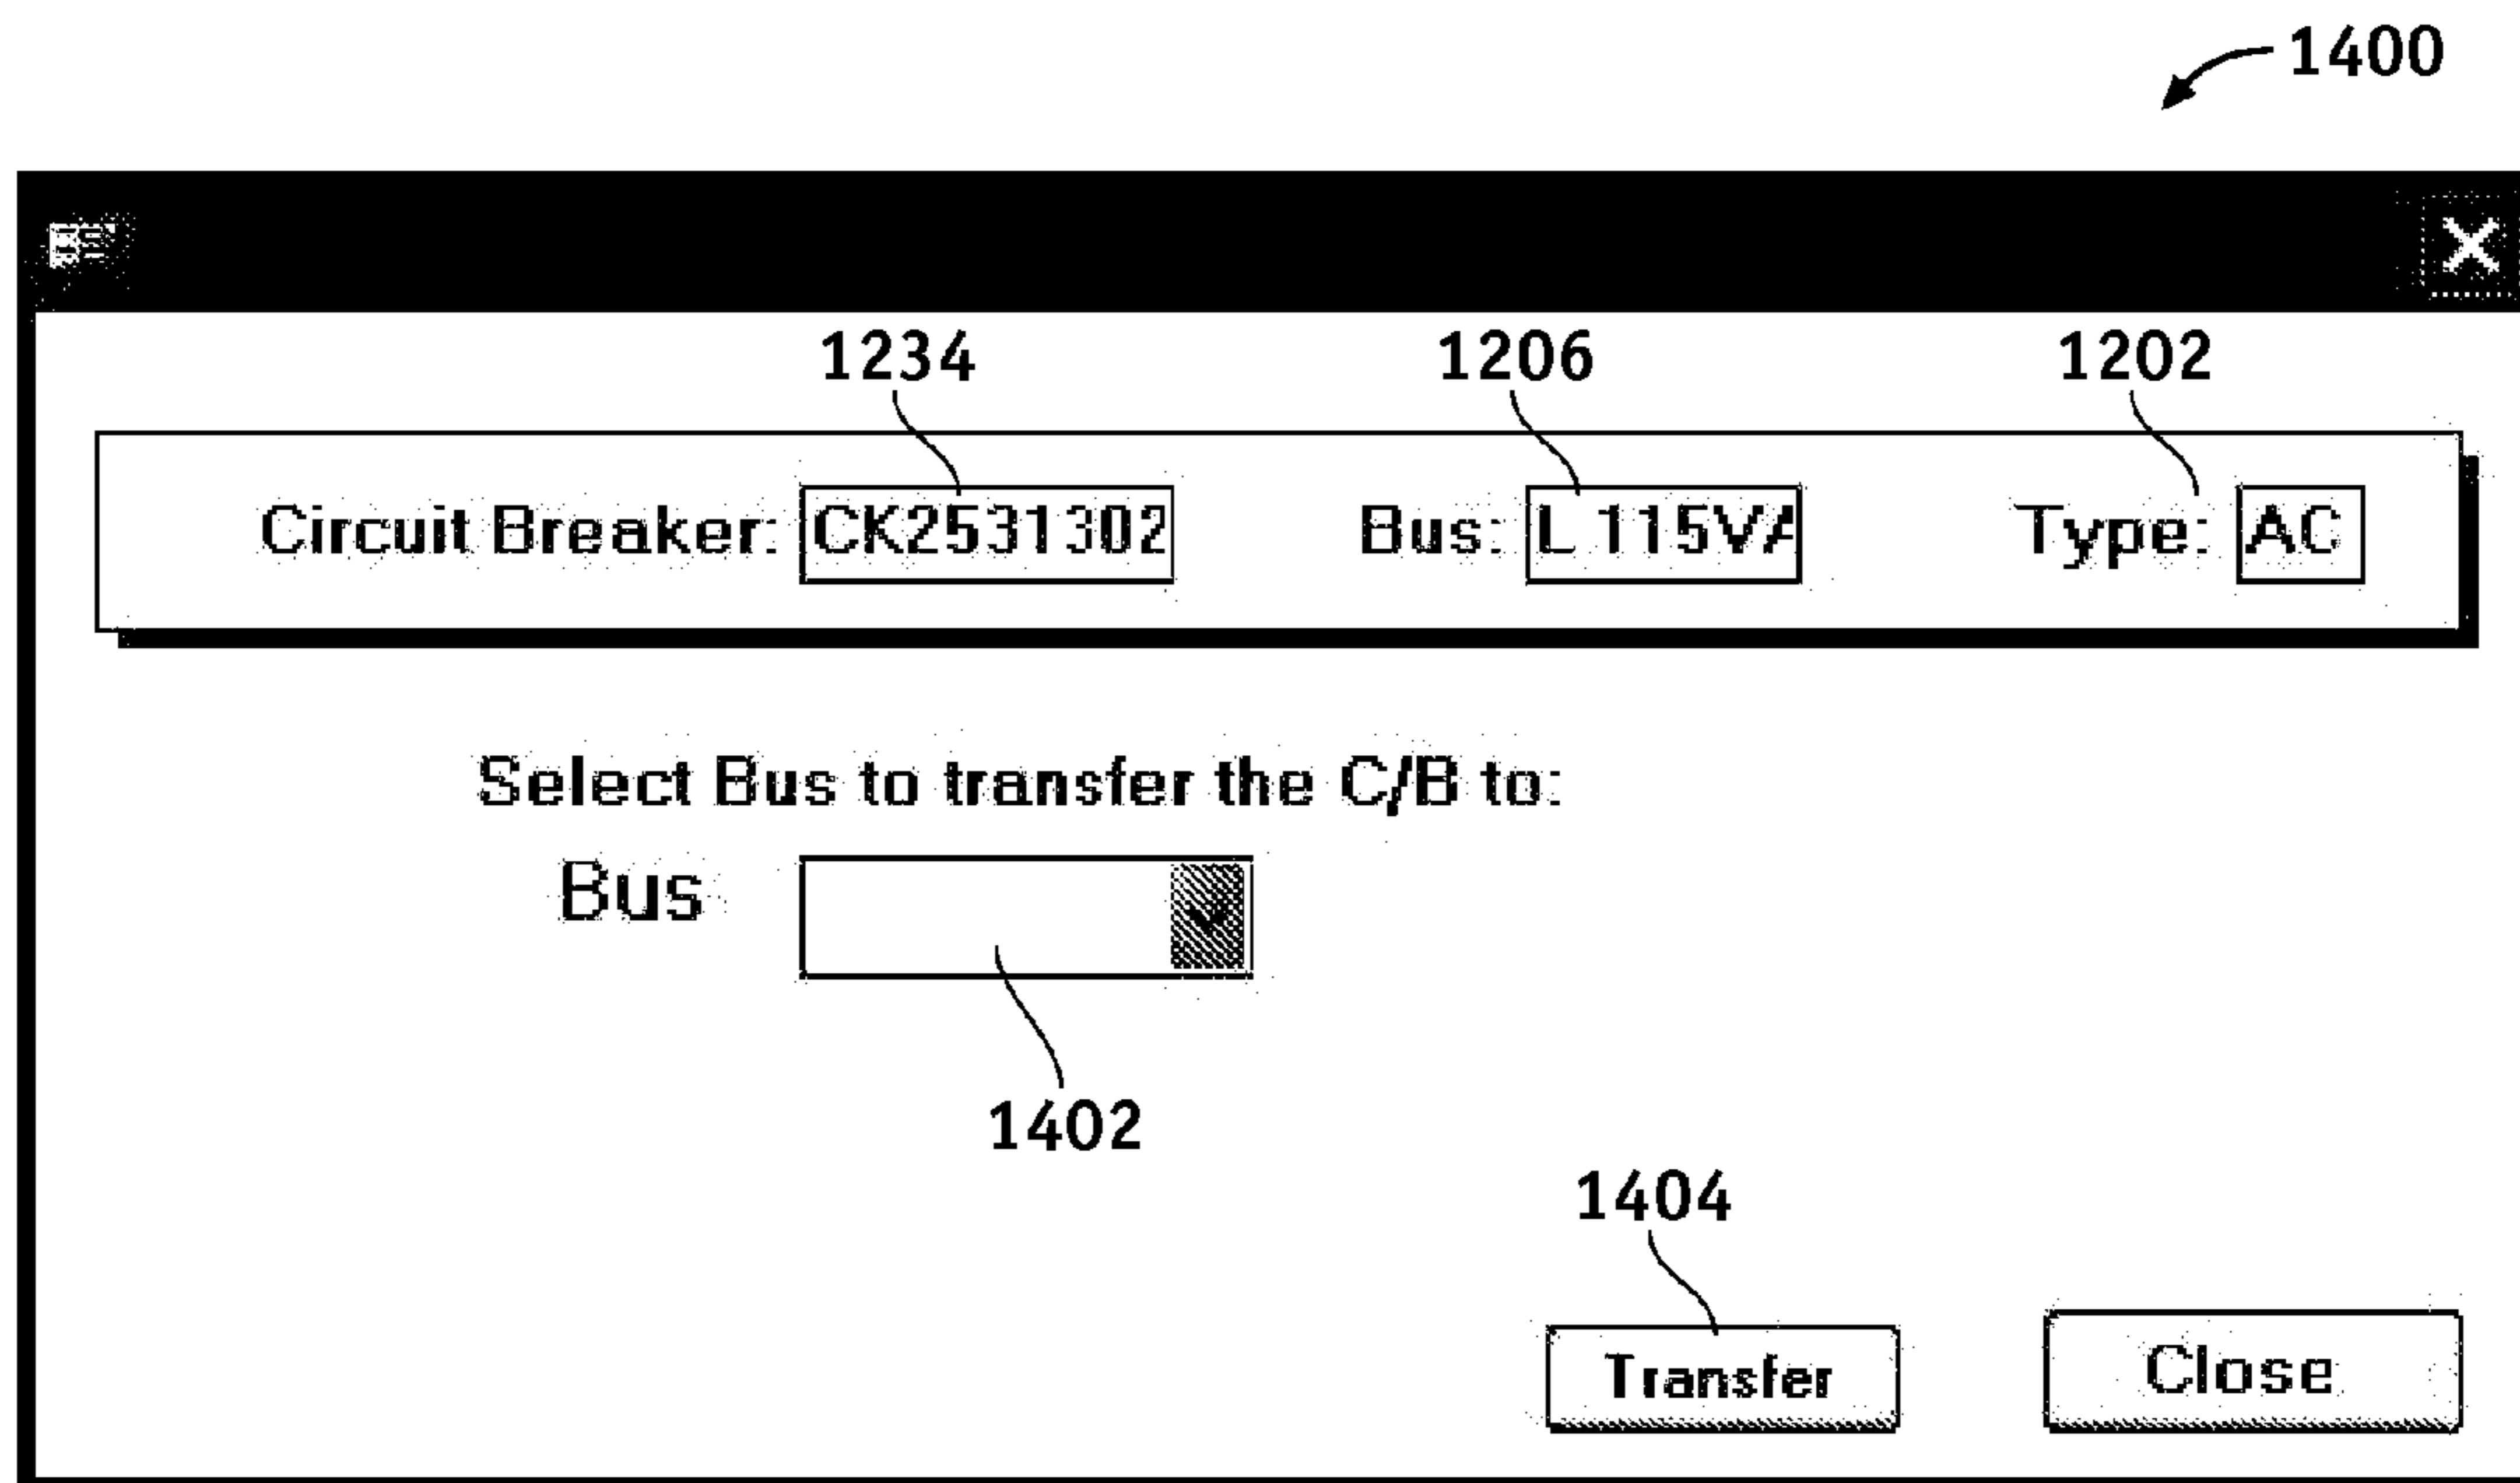 1400
1234 1206 1202
Circuit Breaker: CK2531302 Bus: L 115VA Type: AC
Select Bus to transfer the C/B to:
Bus
1402
1404
Transfer Close